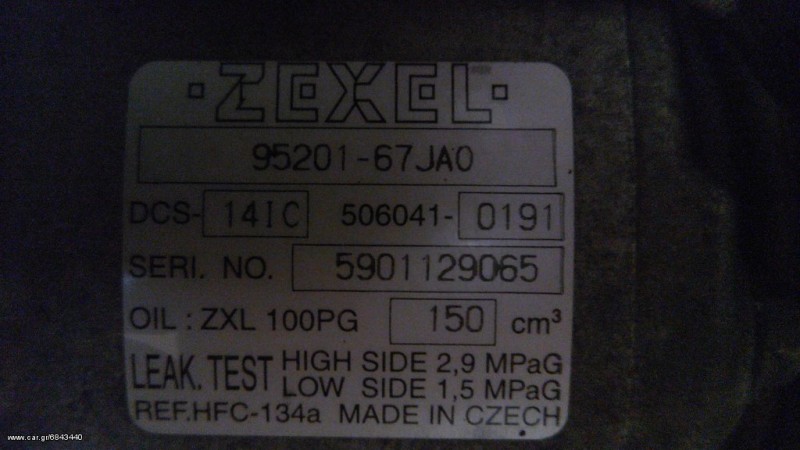 ZEXEL
95201-67JA0
DCS- 14IC 506041- 0191
SERI. NO. 5901129065
OIL : ZXL 100PG 150 cm³
LEAK. TEST HIGH SIDE 2,9 MPaG
LOW SIDE 1,5 MPaG
REF.HFC-134a MADE IN CZECH
www.car.gr/6843440